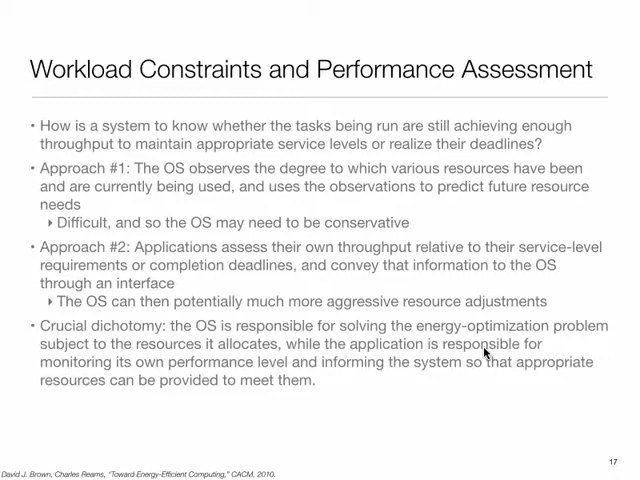 Workload Constraints and Performance Assessment
• How is a system to know whether the tasks being run are still achieving enough
throughput to maintain appropriate service levels or realize their deadlines?
• Approach #1: The OS observes the degree to which various resources have been
and are currently being used, and uses the observations to predict future resource
needs
‣ Difficult, and so the OS may need to be conservative
• Approach #2: Applications assess their own throughput relative to their service-level
requirements or completion deadlines, and convey that information to the OS
through an interface
‣ The OS can then potentially much more aggressive resource adjustments
• Crucial dichotomy: the OS is responsible for solving the energy-optimization problem
subject to the resources it allocates, while the application is responsible for
monitoring its own performance level and informing the system so that appropriate
resources can be provided to meet them.
17
David J. Brown, Charles Reams, "Toward Energy-Efficient Computing," CACM, 2010.